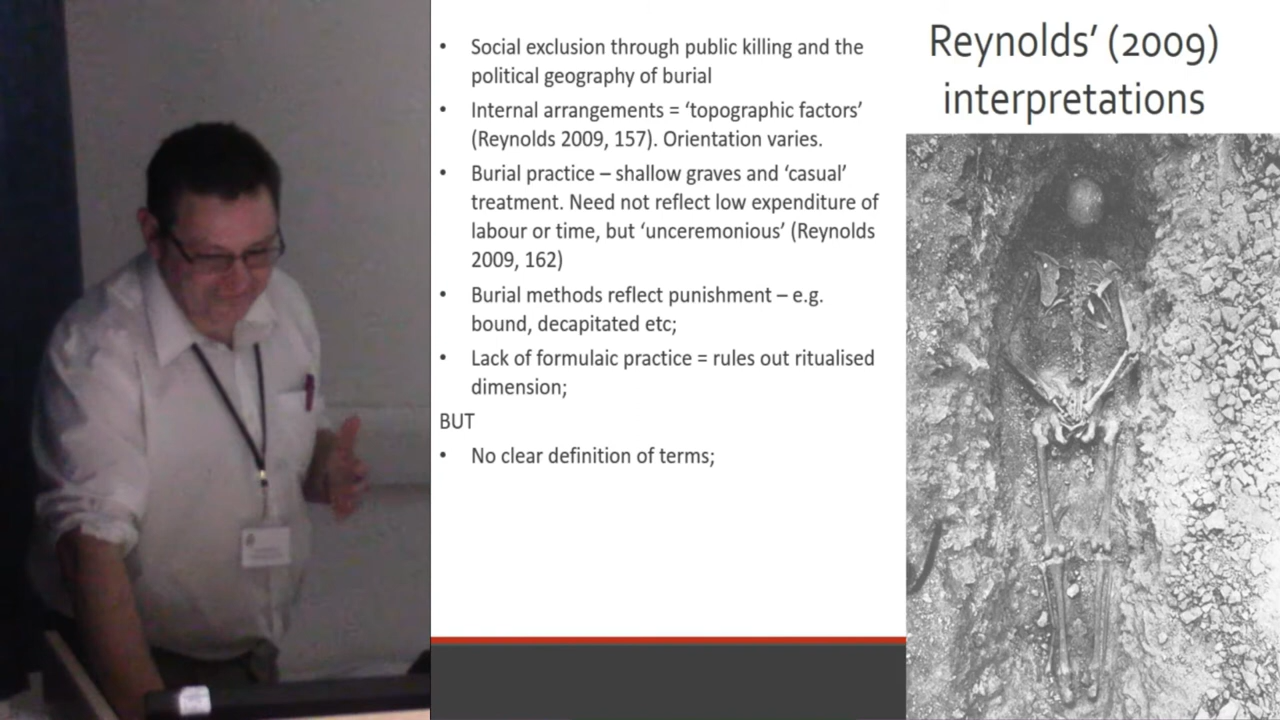 Reynolds’ (2009)
interpretations
• Social exclusion through public killing and the
political geography of burial
• Internal arrangements = ‘topographic factors’
(Reynolds 2009, 157). Orientation varies.
• Burial practice – shallow graves and ‘casual’
treatment. Need not reflect low expenditure of
labour or time, but ‘unceremonious’ (Reynolds
2009, 162)
• Burial methods reflect punishment – e.g.
bound, decapitated etc;
• Lack of formulaic practice = rules out ritualised
dimension;
BUT
• No clear definition of terms;